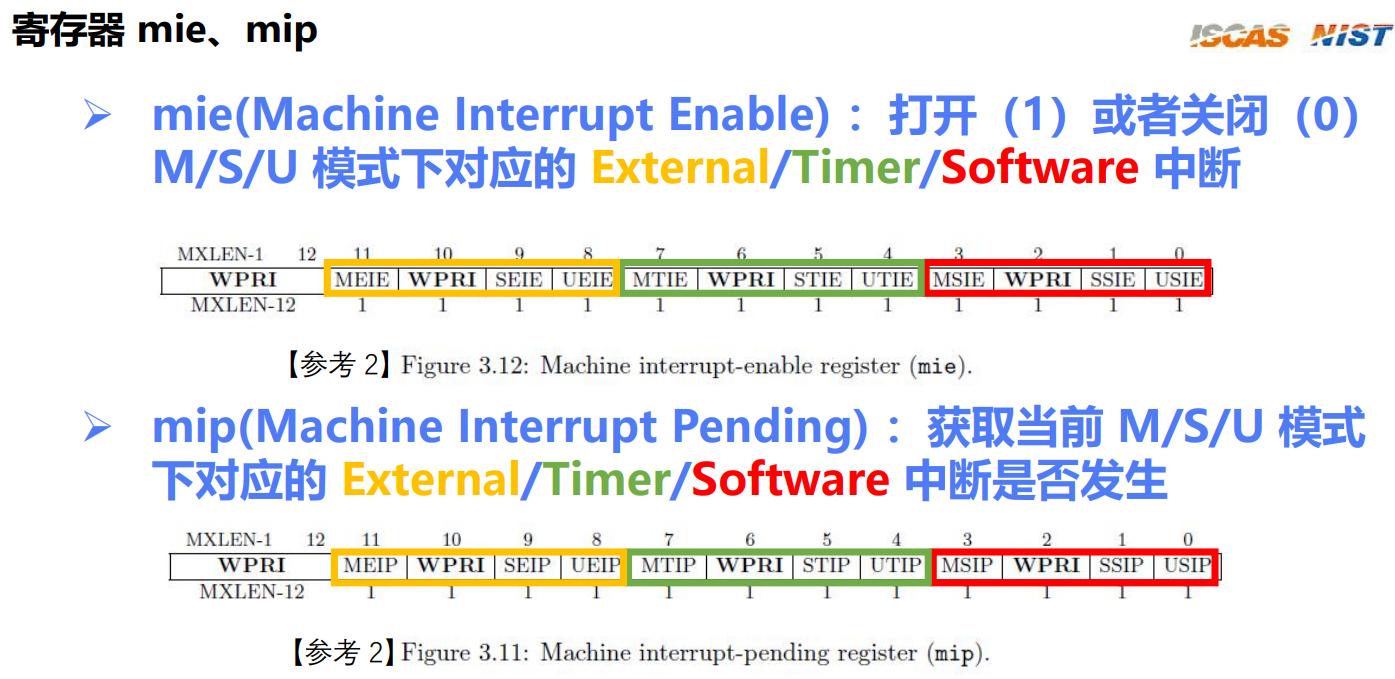 寄存器 mie、mip
ISCAS NIST
➢ mie(Machine Interrupt Enable) ：打开（1）或者关闭（0）
M/S/U 模式下对应的 External/Timer/Software 中断
MXLEN-1 12 11 10 9 8 7 6 5 4 3 2 1 0
WPRI MEIE WPRI SEIE UEIE MTIE WPRI STIE UTIE MSIE WPRI SSIE USIE
MXLEN-12 1 1 1 1 1 1 1 1 1 1 1 1
【参考 2】Figure 3.12: Machine interrupt-enable register (mie).
➢ mip(Machine Interrupt Pending) ：获取当前 M/S/U 模式
下对应的 External/Timer/Software 中断是否发生
MXLEN-1 12 11 10 9 8 7 6 5 4 3 2 1 0
WPRI MEIP WPRI SEIP UEIP MTIP WPRI STIP UTIP MSIP WPRI SSIP USIP
MXLEN-12 1 1 1 1 1 1 1 1 1 1 1 1
【参考 2】Figure 3.11: Machine interrupt-pending register (mip).